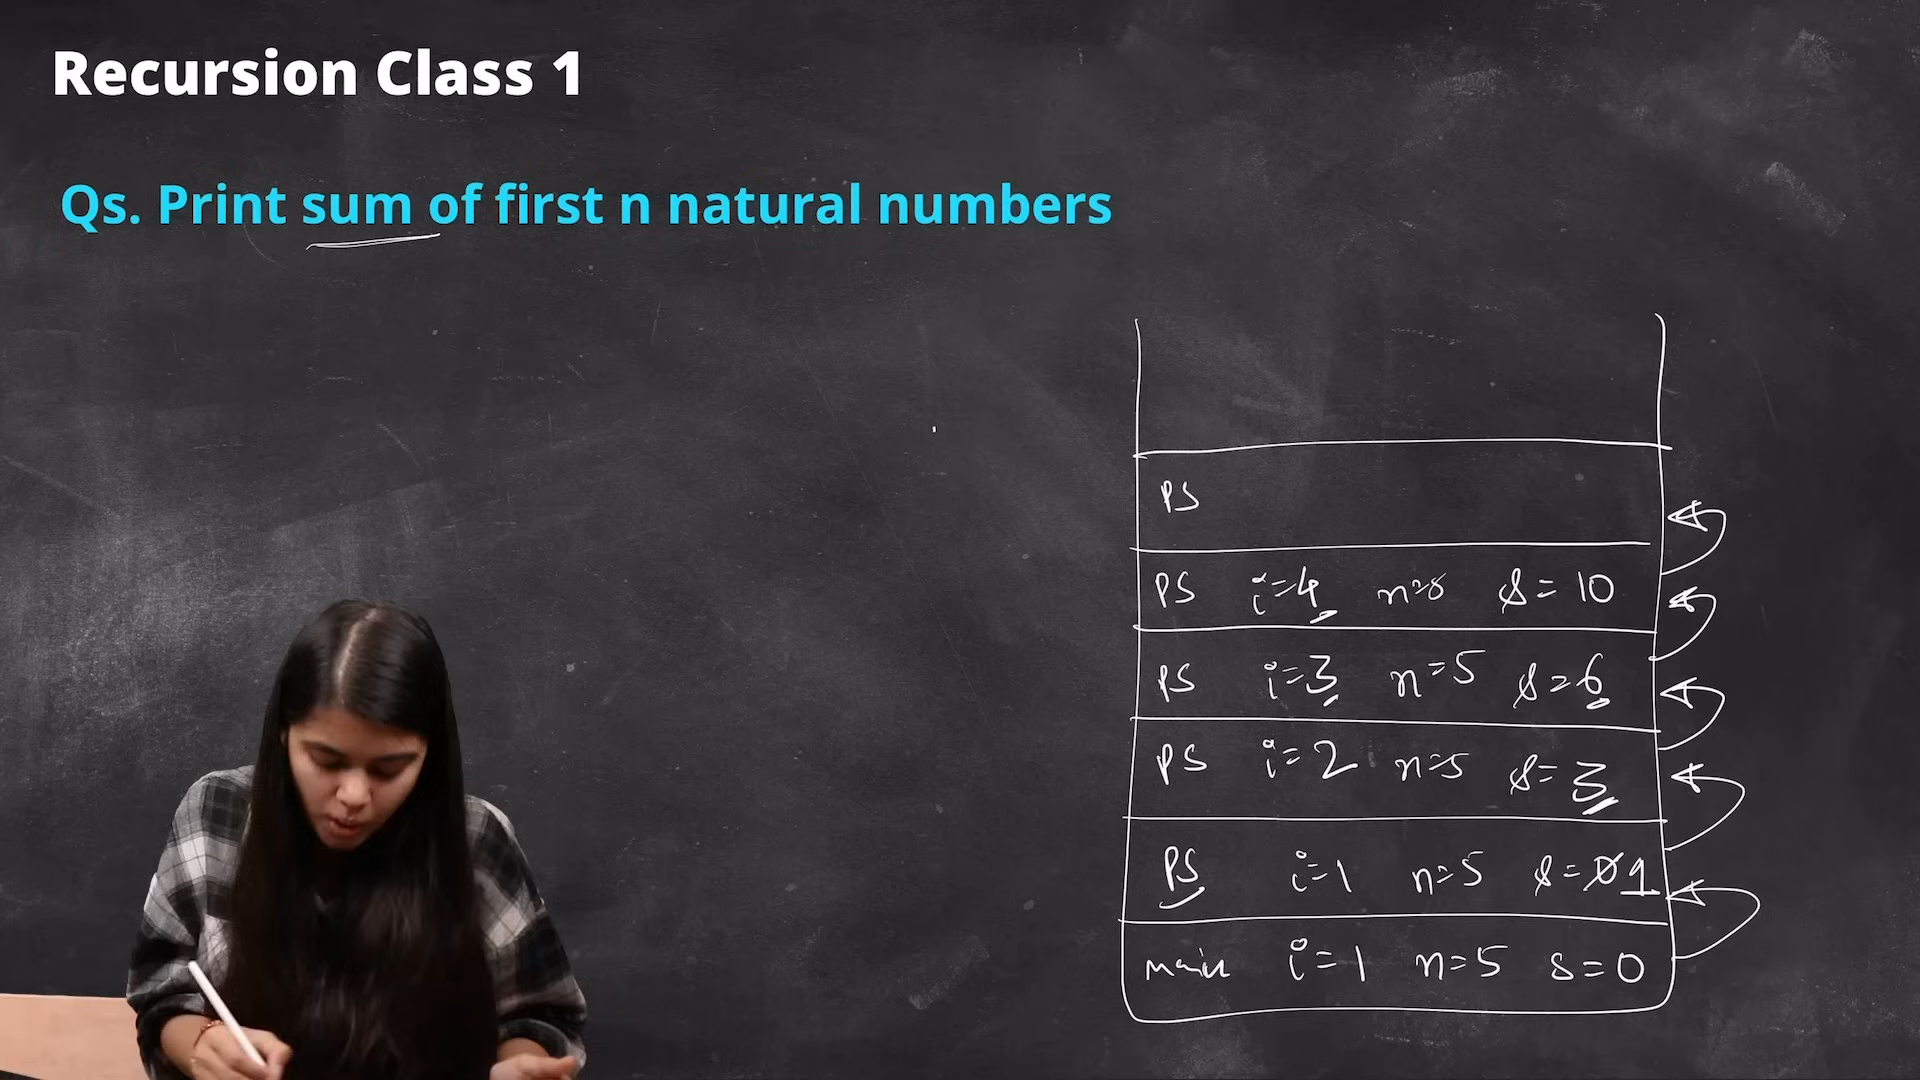 Recursion Class 1
Qs. Print sum of first n natural numbers
PS
PS i=4 n=5 s=10
PS i=3 n=5 s=6
PS i=2 n=5 s=3
PS i=1 n=5 s=0 1
main i=1 n=5 s=0